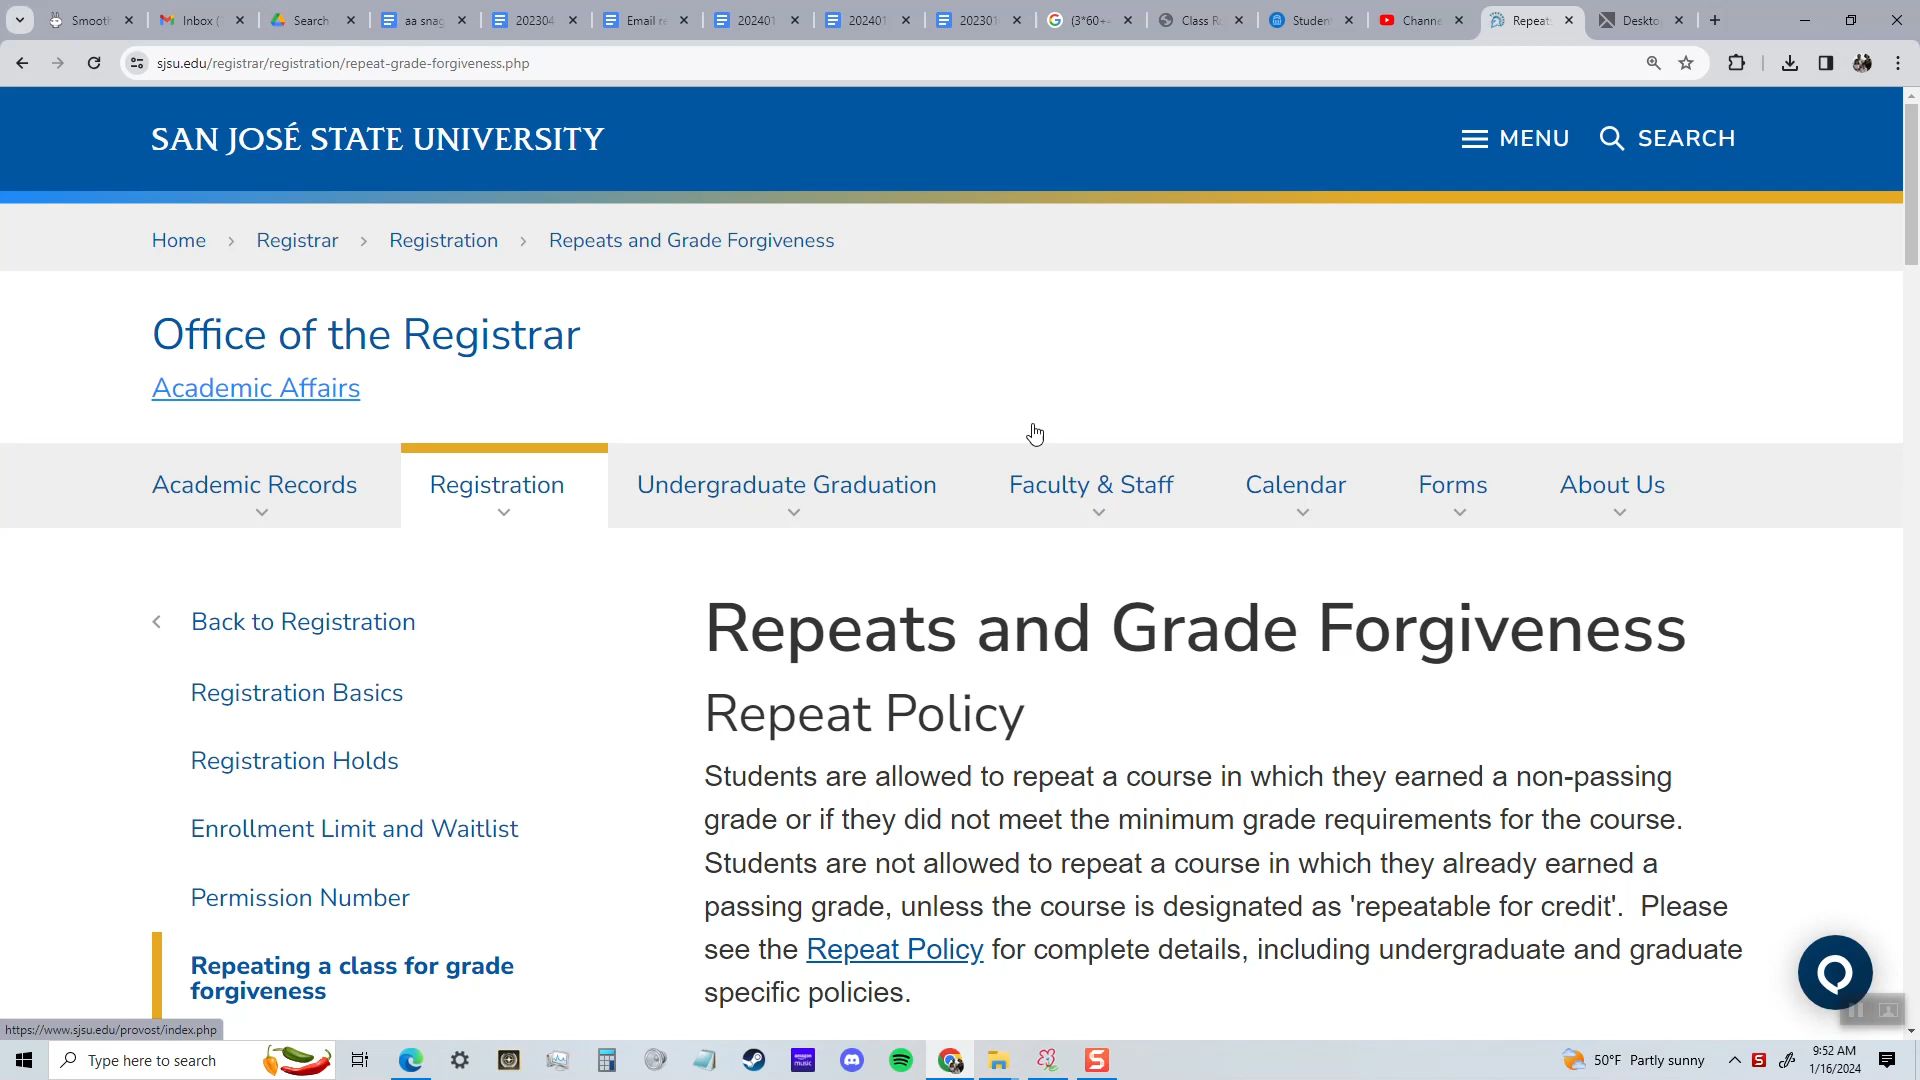 Smooth
Inbox (
Search
aa snag
202304
Email re
202401
202401
202301
(3*60+4
Class Ro
Studen
Channe
Repeat
Deskto
sjsu.edu/registrar/registration/repeat-grade-forgiveness.php
SAN JOSÉ STATE UNIVERSITY
MENU
SEARCH
Home > Registrar > Registration > Repeats and Grade Forgiveness
Office of the Registrar
Academic Affairs
Academic Records
Registration
Undergraduate Graduation
Faculty & Staff
Calendar
Forms
About Us
Back to Registration
Registration Basics
Registration Holds
Enrollment Limit and Waitlist
Permission Number
Repeating a class for grade
forgiveness
Repeats and Grade Forgiveness
Repeat Policy
Students are allowed to repeat a course in which they earned a non-passing
grade or if they did not meet the minimum grade requirements for the course.
Students are not allowed to repeat a course in which they already earned a
passing grade, unless the course is designated as 'repeatable for credit'.  Please
see the Repeat Policy for complete details, including undergraduate and graduate
specific policies.
https://www.sjsu.edu/provost/index.php
Type here to search
50°F Partly sunny
9:52 AM
1/16/2024